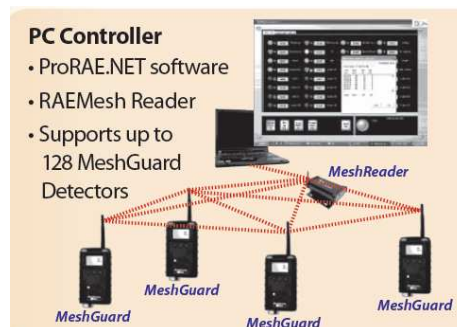 PC Controller
• ProRAE.NET software
• RAEMesh Reader
• Supports up to
128 MeshGuard
Detectors
MeshReader
MeshGuard
MeshGuard
MeshGuard
MeshGuard